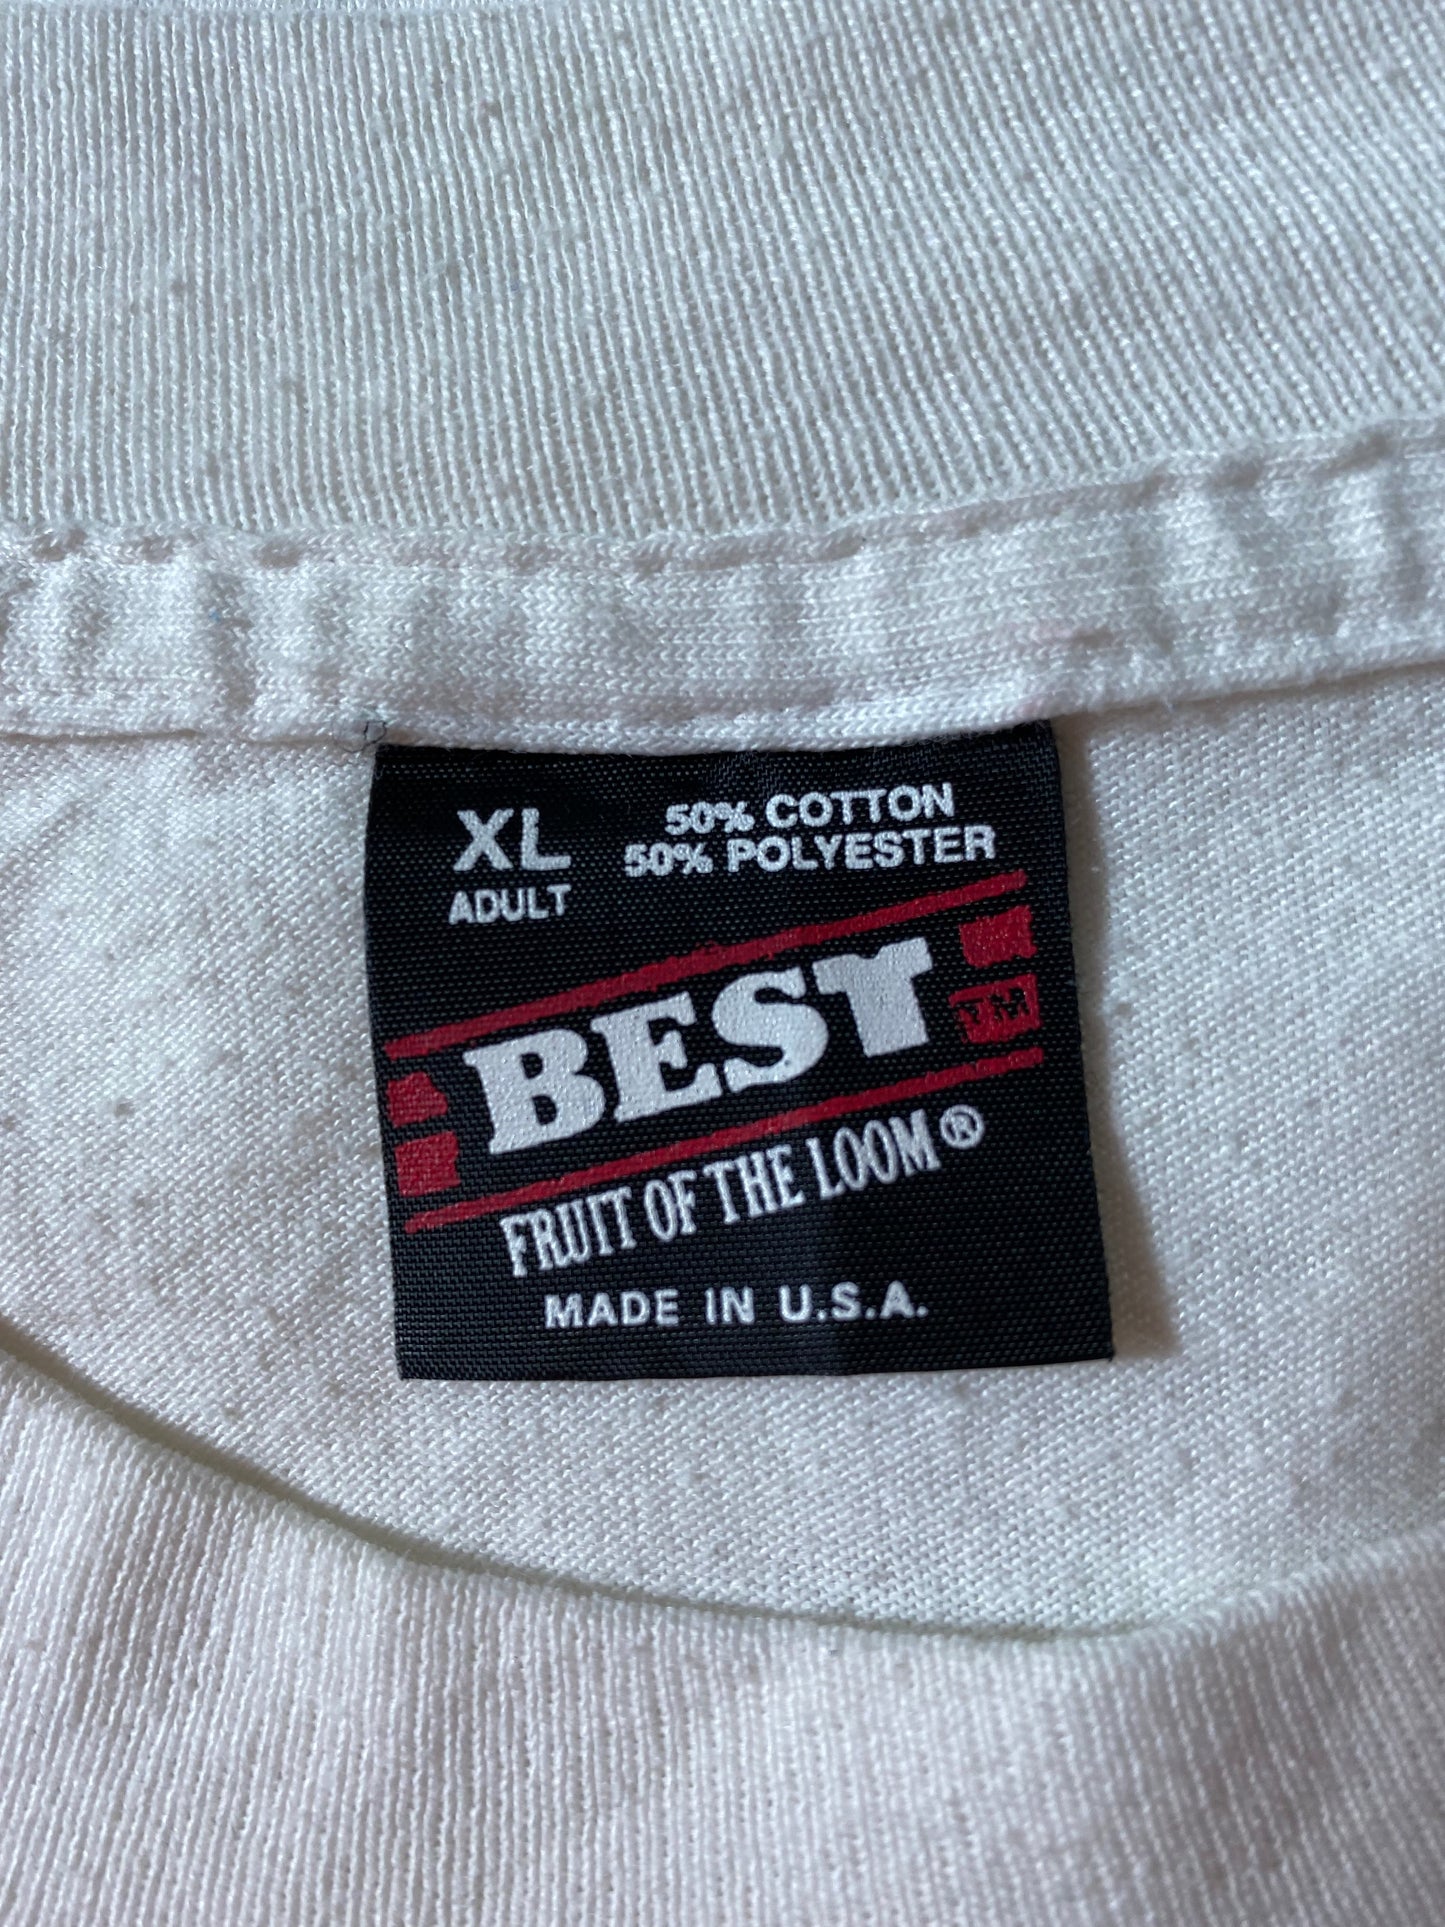 XL
ADULT
50% COTTON
50% POLYESTER
BEST
TM
FRUIT OF THE LOOM®
MADE IN U.S.A.